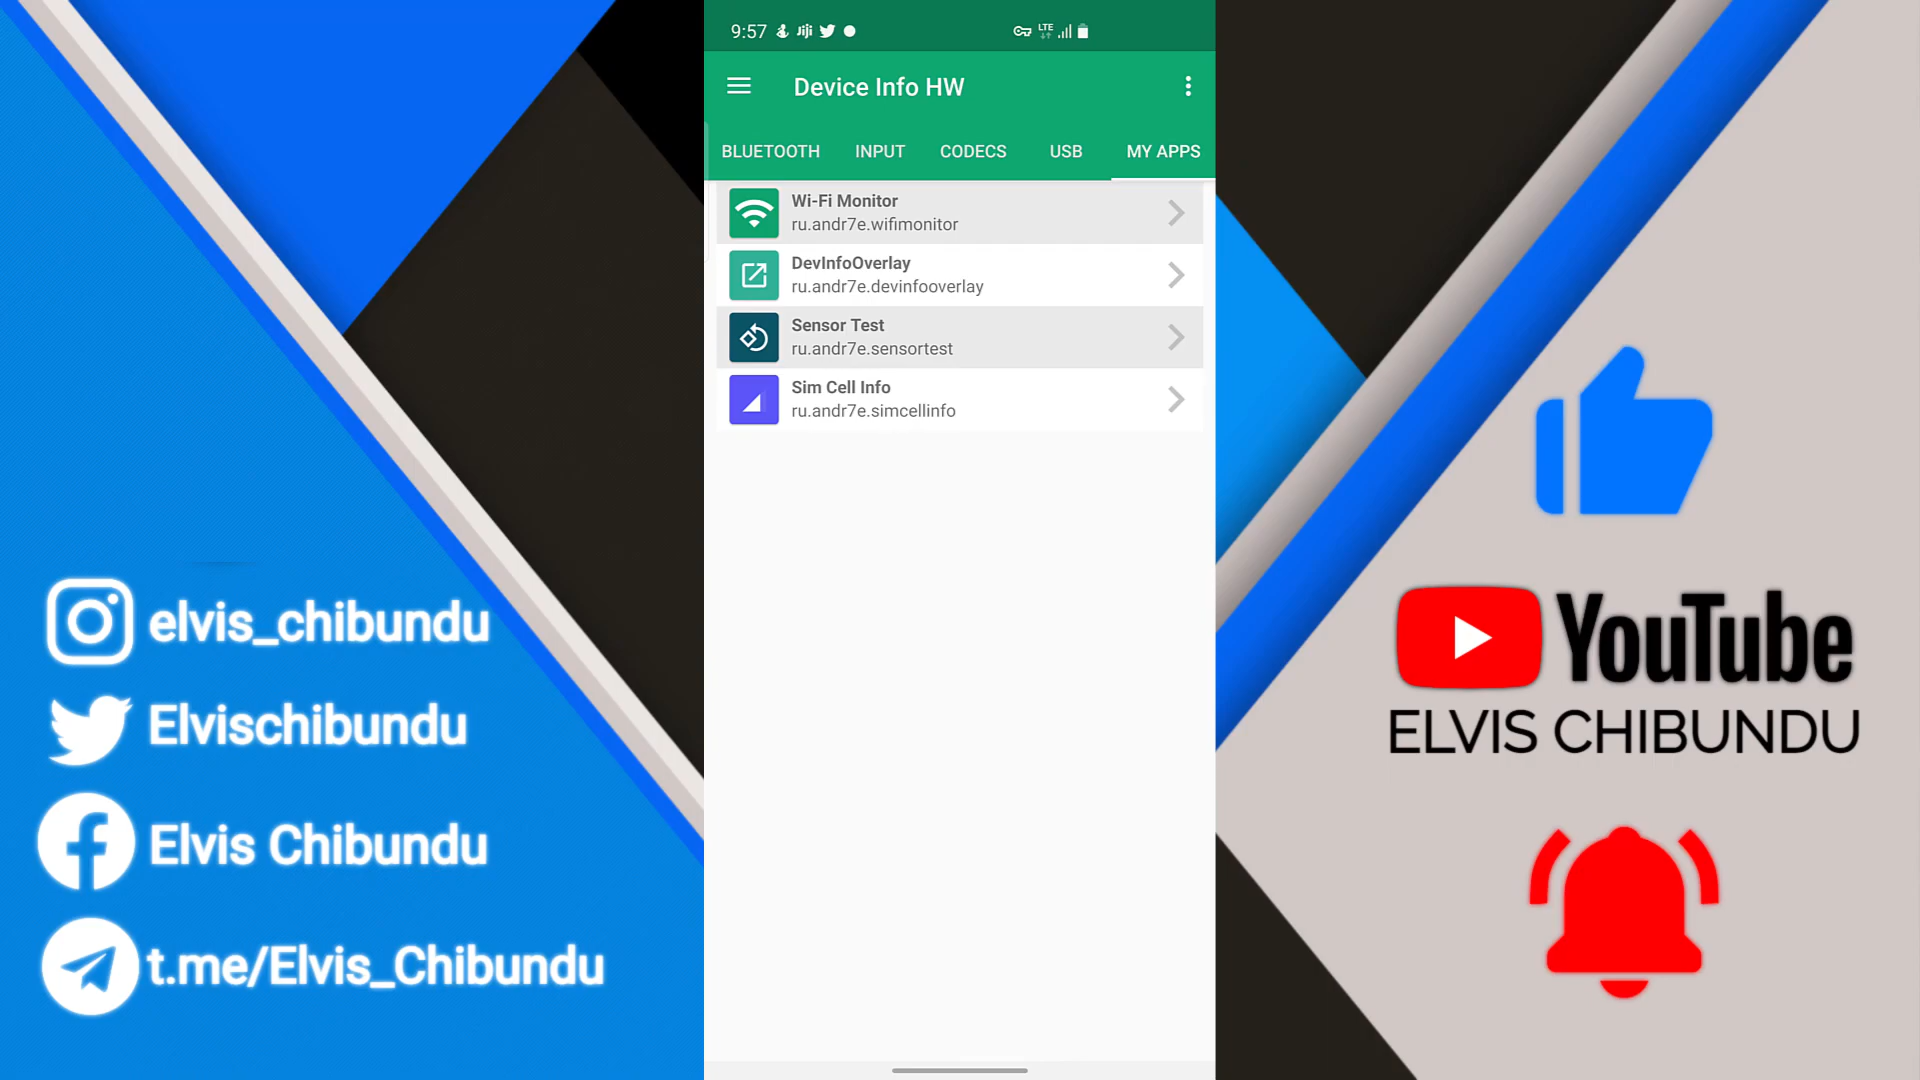 9:57 Jiji LTE
Device Info HW
BLUETOOTH INPUT CODECS USB MY APPS
Wi-Fi Monitor
ru.andr7e.wifimonitor
DevInfoOverlay
ru.andr7e.devinfooverlay
Sensor Test
ru.andr7e.sensortest
Sim Cell Info
ru.andr7e.simcellinfo
elvis_chibundu
Elvischibundu
Elvis Chibundu
t.me/Elvis_Chibundu
YouTube
ELVIS CHIBUNDU